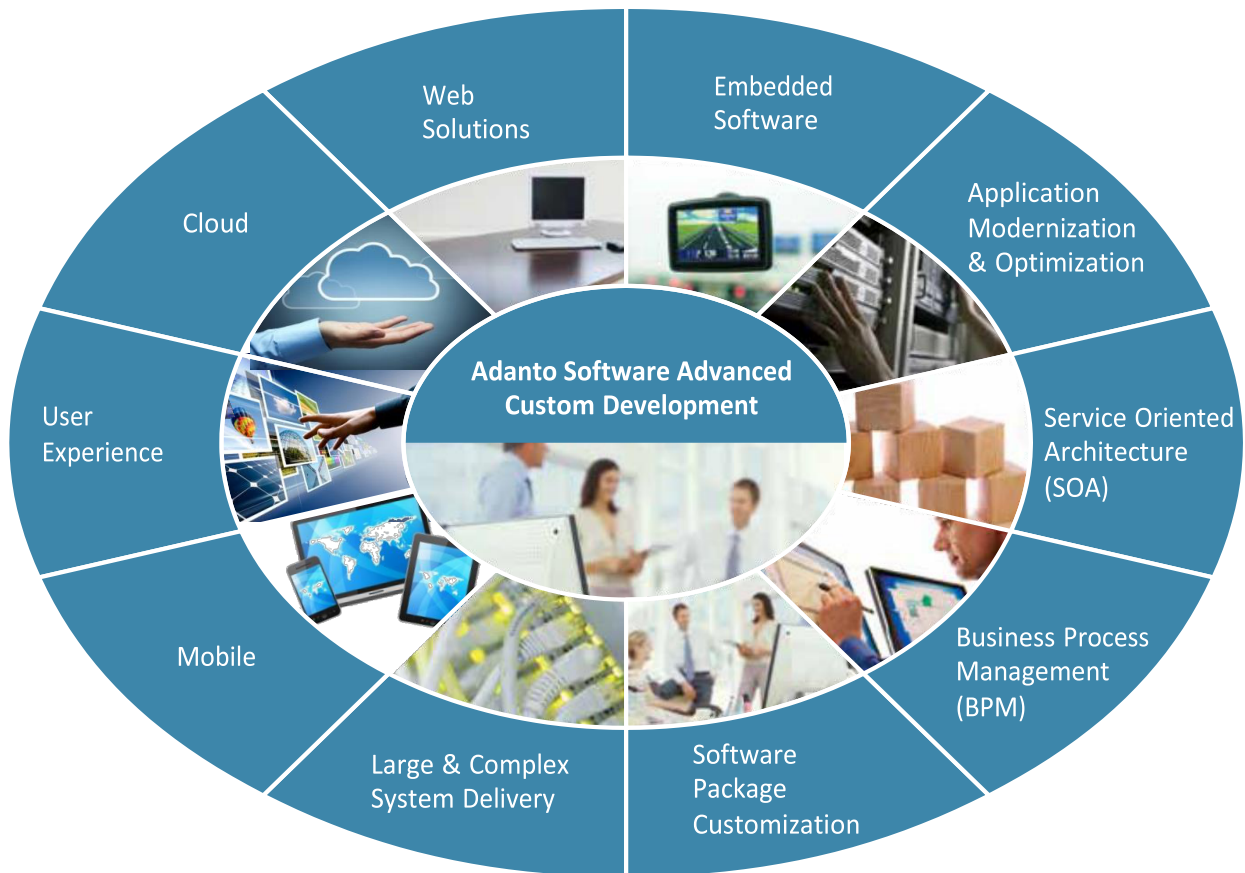 Web
Solutions
Embedded
Software
Application
Modernization
& Optimization
Cloud
Adanto Software Advanced
Custom Development
User
Experience
Service Oriented
Architecture
(SOA)
Mobile
Business Process
Management
(BPM)
Large & Complex
System Delivery
Software
Package
Customization